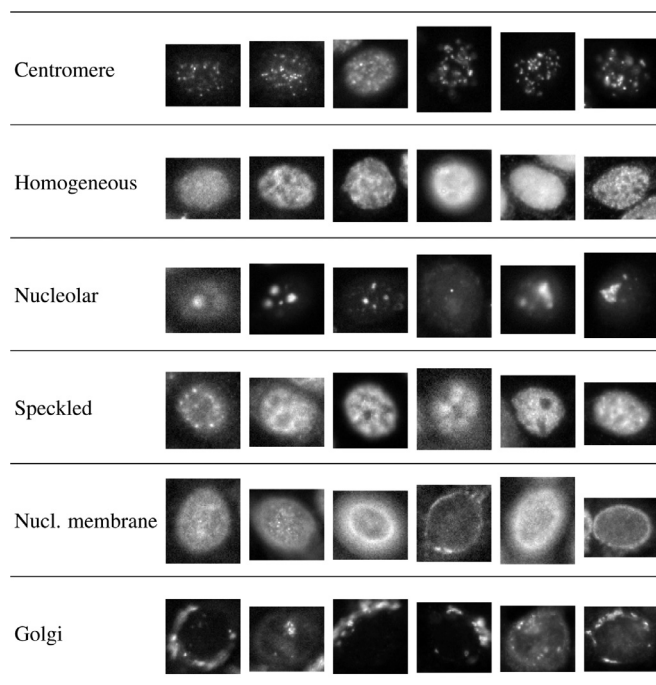 Centromere
Homogeneous
Nucleolar
Speckled
Nucl. membrane
Golgi